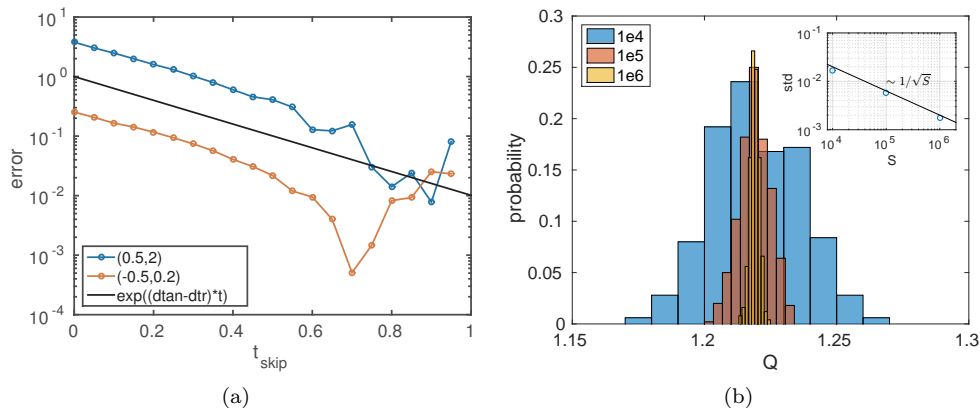 10^1
10^0
10^-1
10^-2
10^-3
10^-4
error
0 0.2 0.4 0.6 0.8 1
t_skip
(0.5,2)
(-0.5,0.2)
exp((dtan-dtr)*t)
(a)
0.3
0.25
0.2
0.15
0.1
0.05
0
probability
1.15 1.2 1.25 1.3
Q
1e4
1e5
1e6
10^-1
10^-2
10^-3
std
~ 1/√S
10^4 10^5 10^6
S
(b)